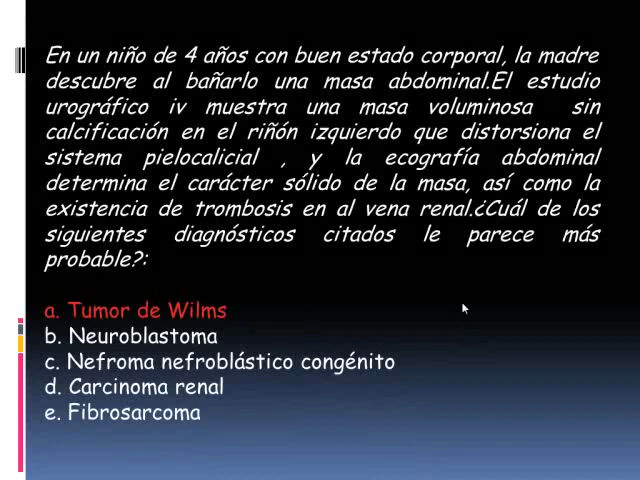 En un niño de 4 años con buen estado corporal, la madre
descubre al bañarlo una masa abdominal.El estudio
urográfico iv muestra una masa voluminosa sin
calcificación en el riñón izquierdo que distorsiona el
sistema pielocalicial , y la ecografía abdominal
determina el carácter sólido de la masa, así como la
existencia de trombosis en al vena renal.¿Cuál de los
siguientes diagnósticos citados le parece más
probable?:
a. Tumor de Wilms
b. Neuroblastoma
c. Nefroma nefroblástico congénito
d. Carcinoma renal
e. Fibrosarcoma